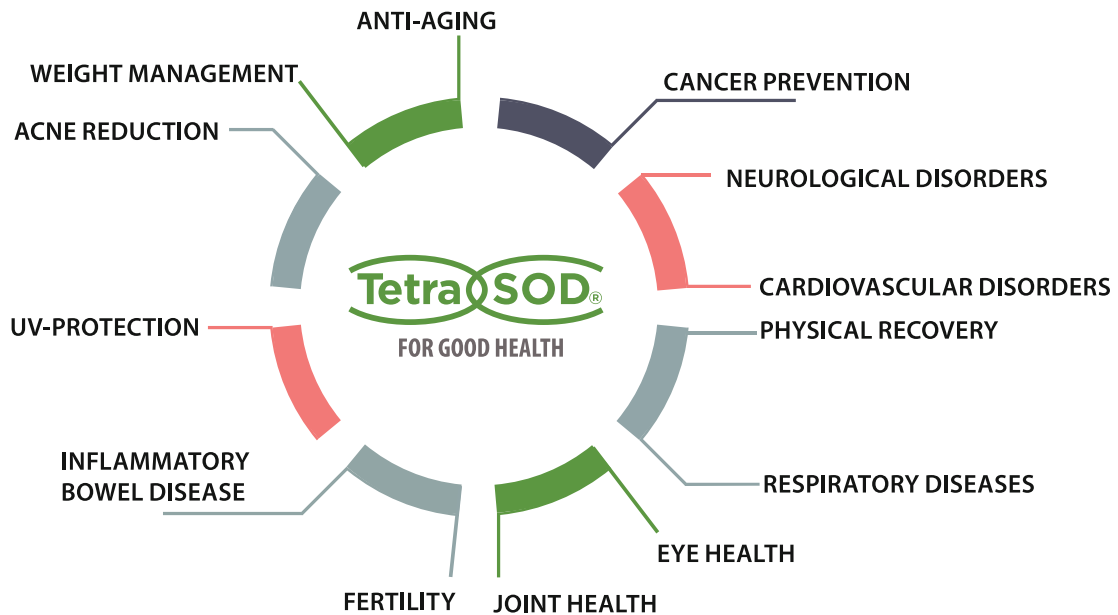 ANTI-AGING
WEIGHT MANAGEMENT
CANCER PREVENTION
ACNE REDUCTION
NEUROLOGICAL DISORDERS
TetraSOD®
CARDIOVASCULAR DISORDERS
UV-PROTECTION
PHYSICAL RECOVERY
FOR GOOD HEALTH
INFLAMMATORY
BOWEL DISEASE
RESPIRATORY DISEASES
EYE HEALTH
FERTILITY
JOINT HEALTH